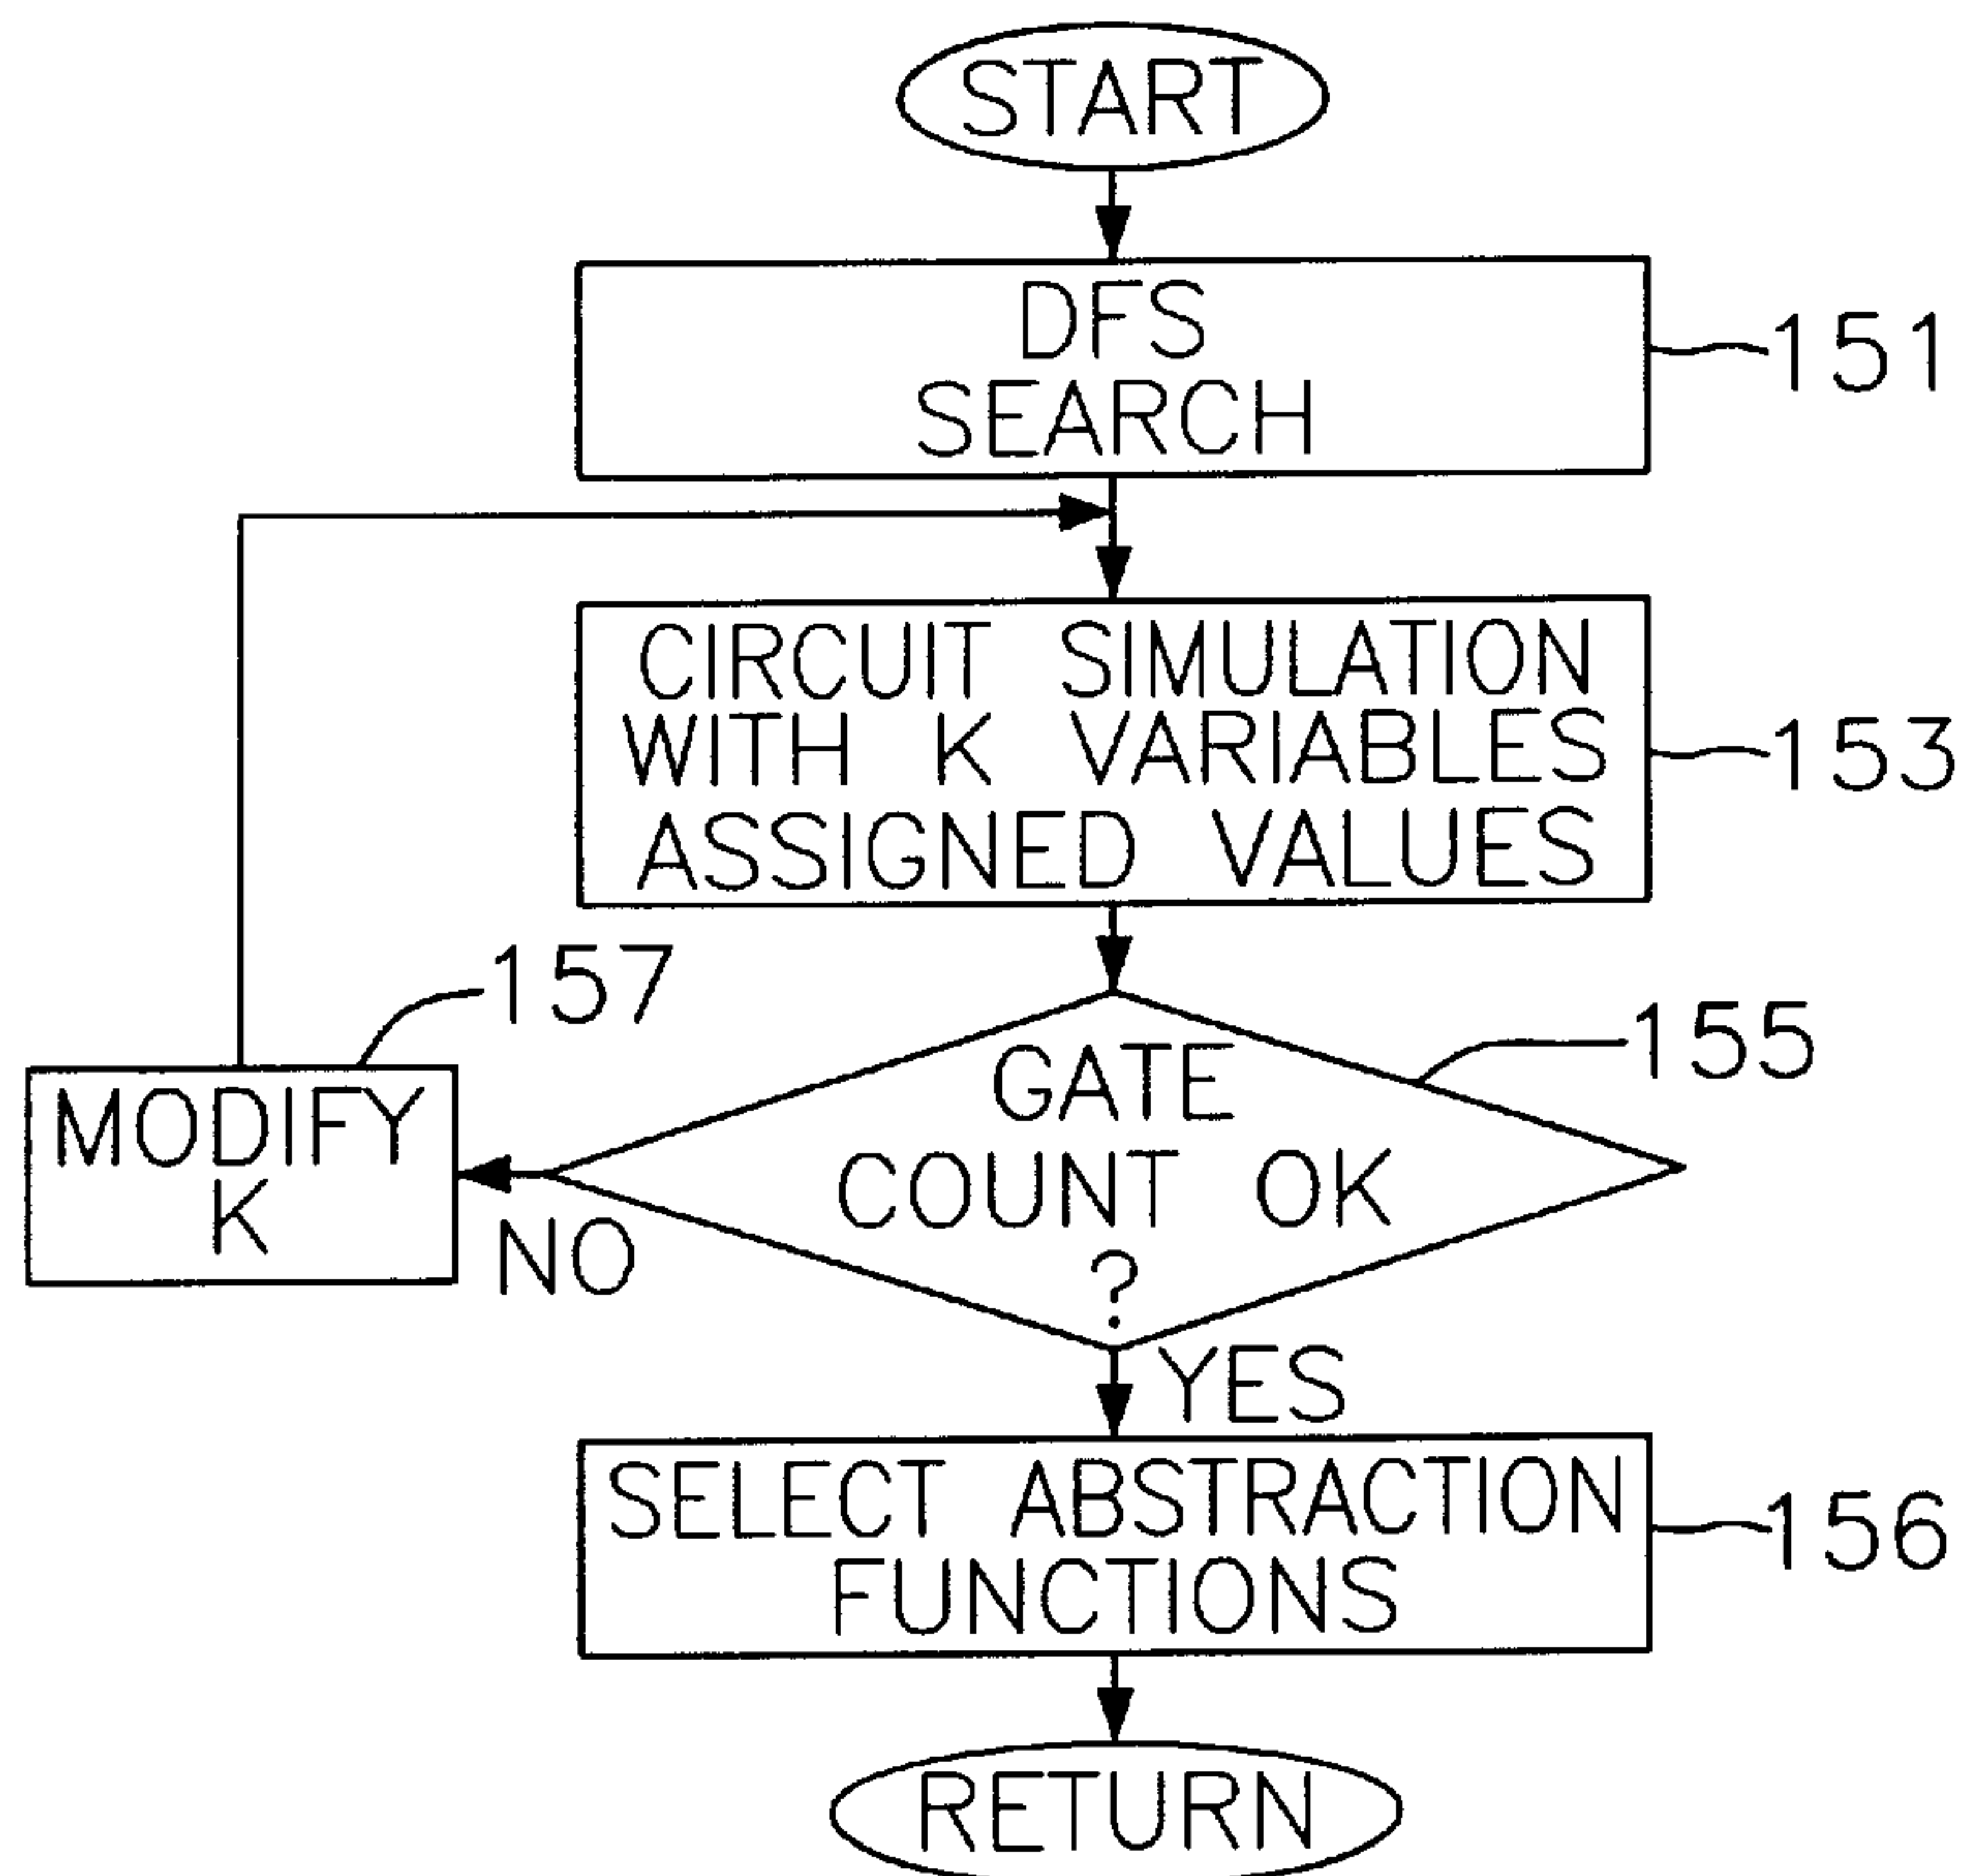 START
DFS
SEARCH
151
CIRCUIT SIMULATION
WITH K VARIABLES
ASSIGNED VALUES
153
157
155
GATE
COUNT OK
?
MODIFY
K
NO
YES
SELECT ABSTRACTION
FUNCTIONS
156
RETURN